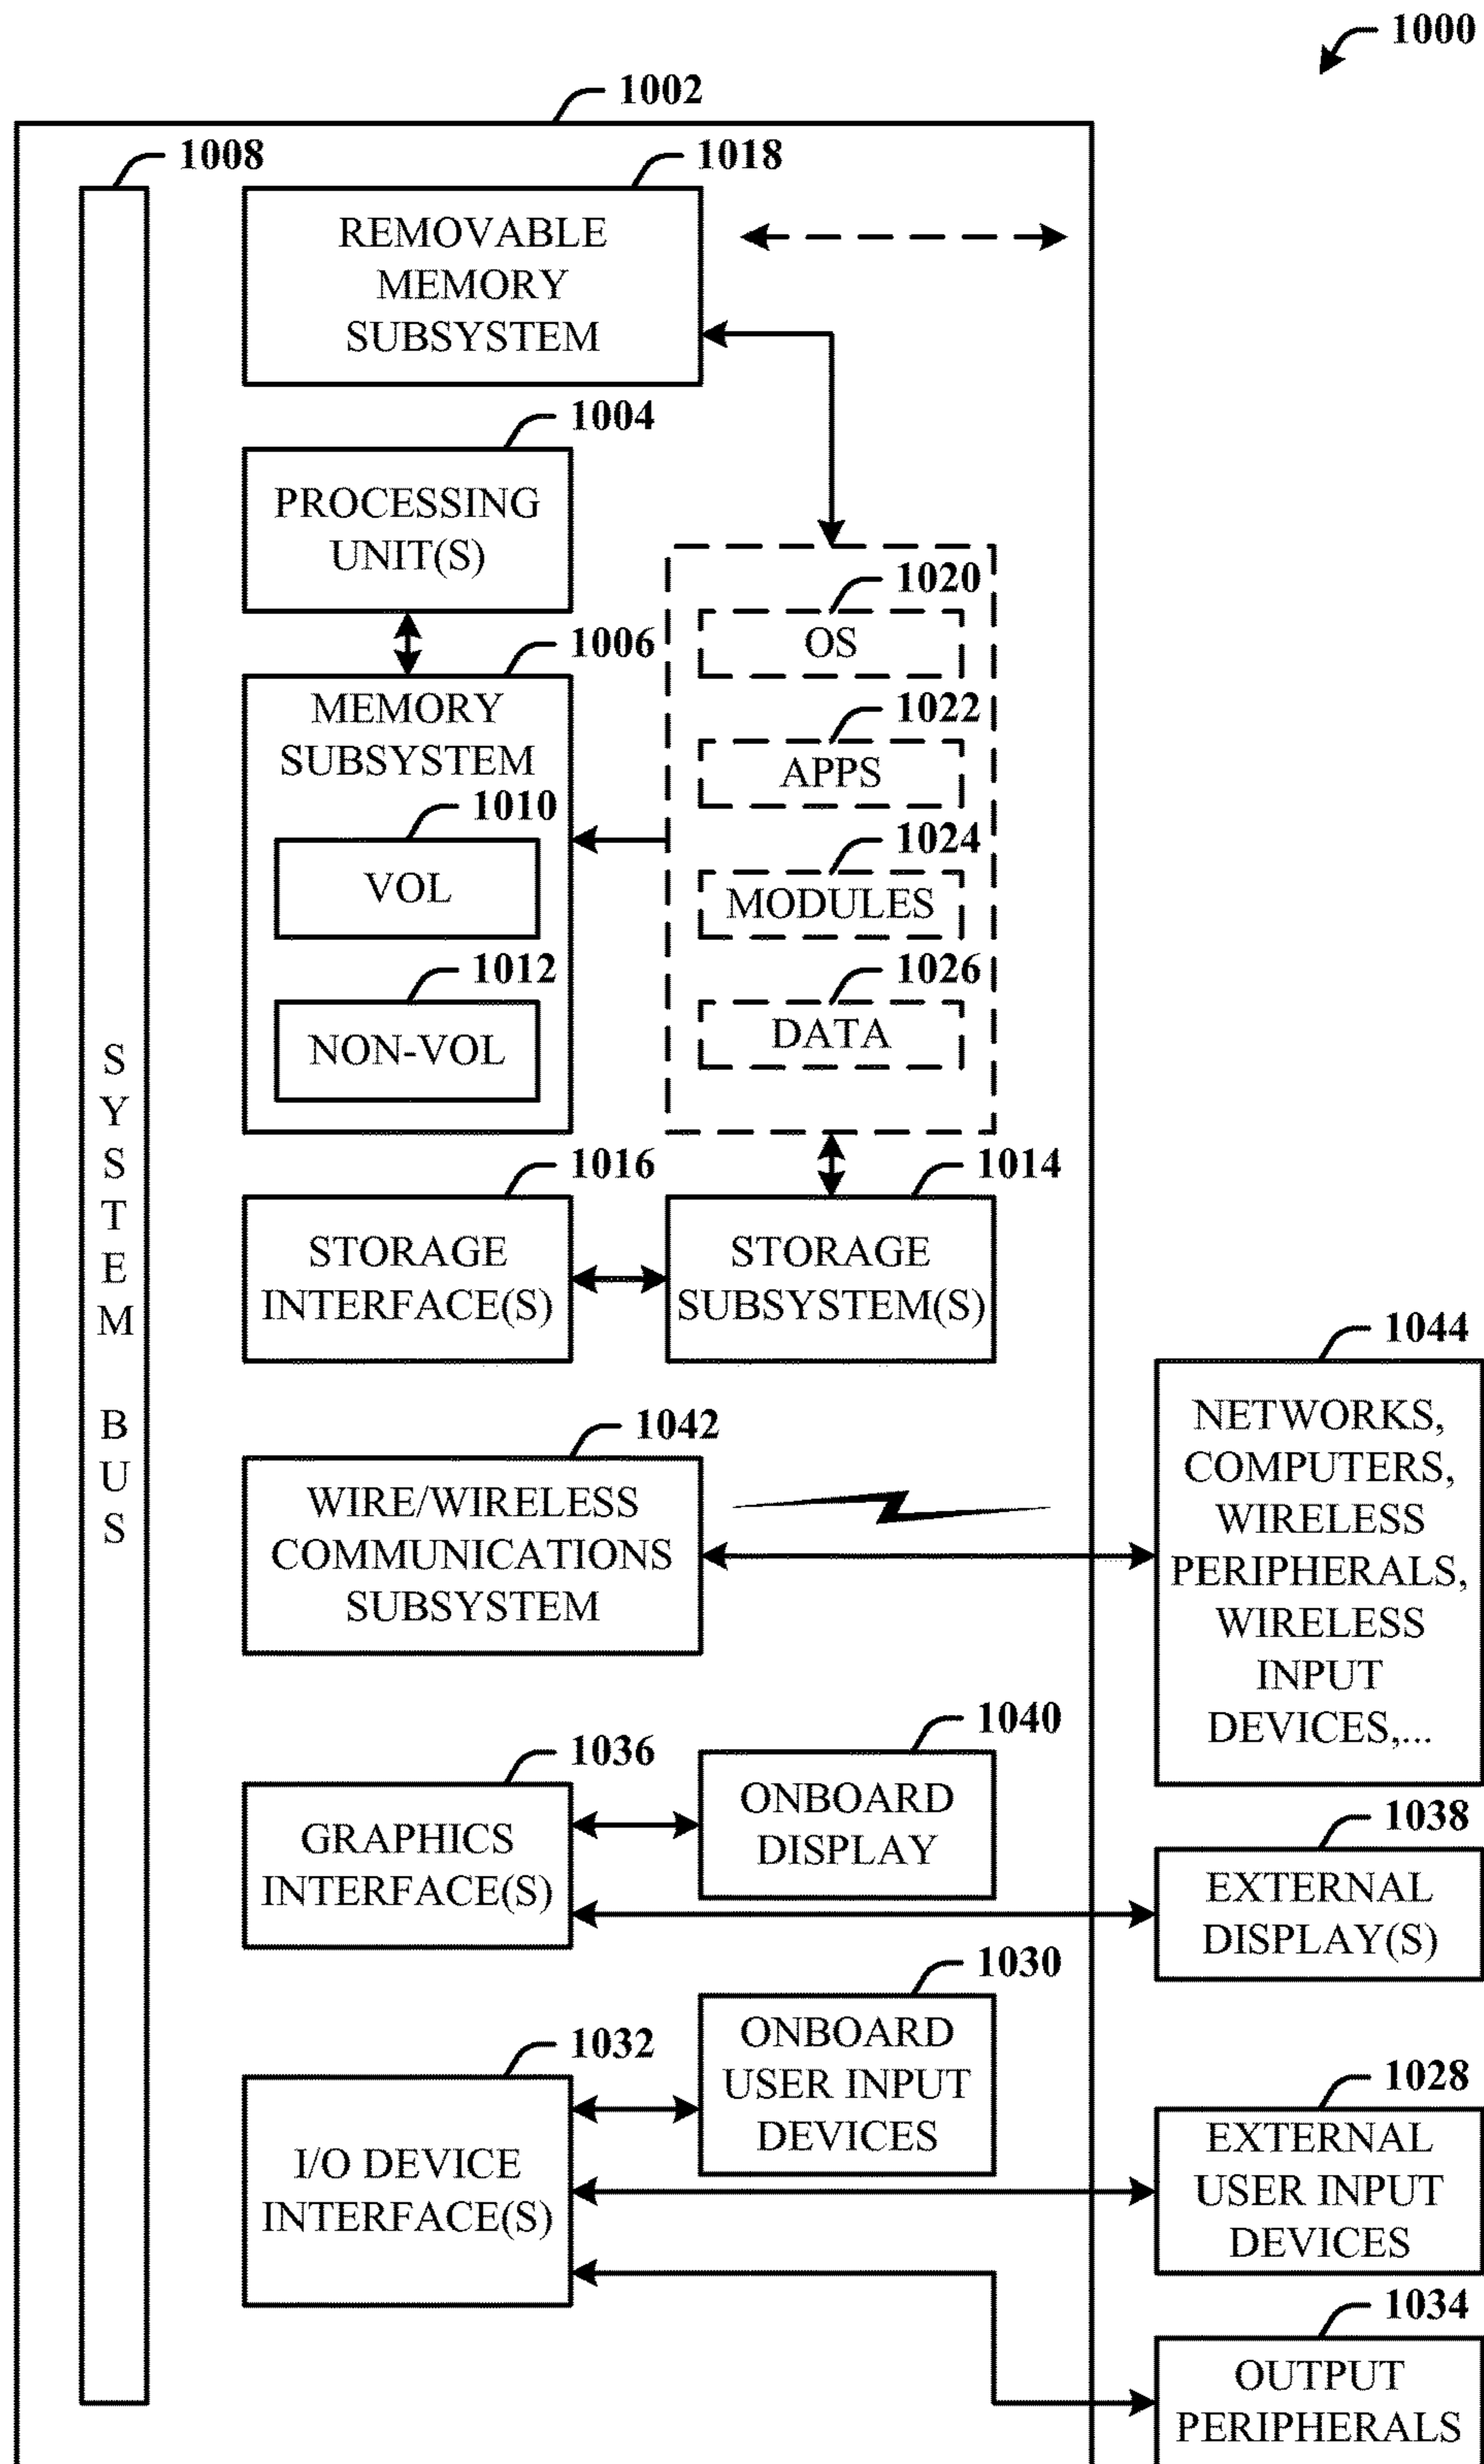 1000
1002
1008
1018
REMOVABLE
MEMORY
SUBSYSTEM
1004
PROCESSING
UNIT(S)
1006
MEMORY
SUBSYSTEM
1010
VOL
1012
NON-VOL
1020
OS
1022
APPS
1024
MODULES
1026
DATA
1016
STORAGE
INTERFACE(S)
1014
STORAGE
SUBSYSTEM(S)
S
Y
S
T
E
M
B
U
S
1042
WIRE/WIRELESS
COMMUNICATIONS
SUBSYSTEM
1044
NETWORKS,
COMPUTERS,
WIRELESS
PERIPHERALS,
WIRELESS
INPUT
DEVICES,...
1036
GRAPHICS
INTERFACE(S)
1040
ONBOARD
DISPLAY
1038
EXTERNAL
DISPLAY(S)
1032
I/O DEVICE
INTERFACE(S)
1030
ONBOARD
USER INPUT
DEVICES
1028
EXTERNAL
USER INPUT
DEVICES
1034
OUTPUT
PERIPHERALS